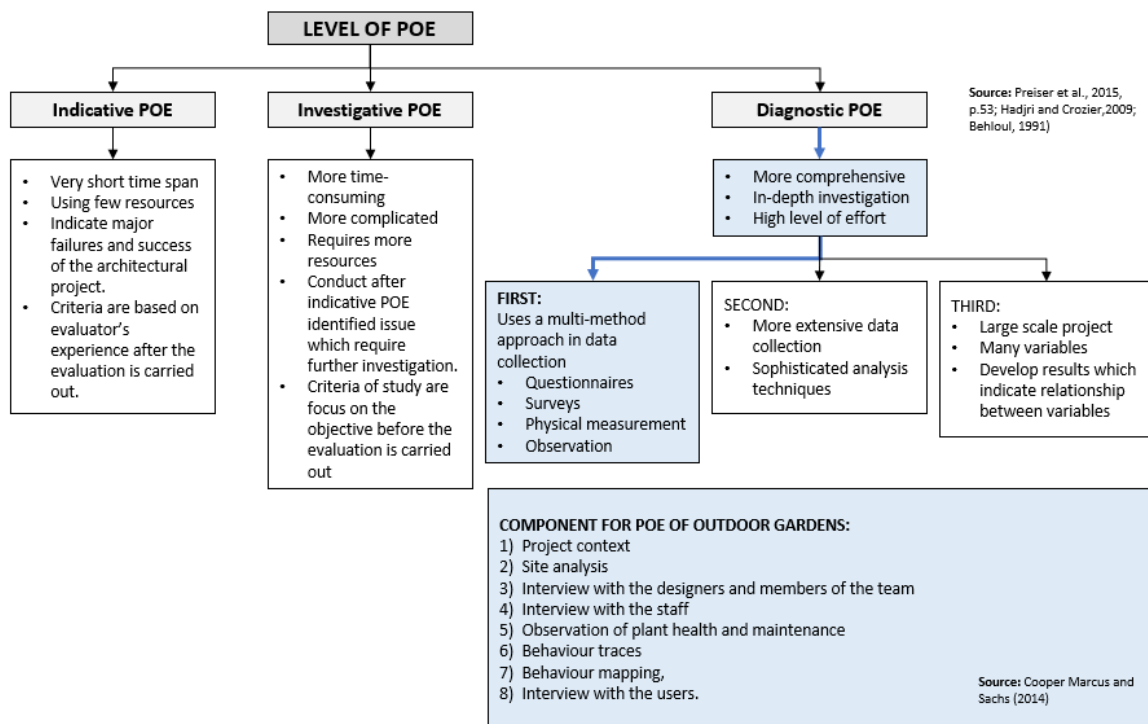 LEVEL OF POE
Indicative POE
Investigative POE
Diagnostic POE
Source: Preiser et al., 2015,
p.53; Hadjri and Crozier,2009;
Behloul, 1991)
• Very short time span
• Using few resources
• Indicate major
failures and success
of the architectural
project.
• Criteria are based on
evaluator's
experience after the
evaluation is carried
out.
• More time-
consuming
• More complicated
• Requires more
resources
• Conduct after
indicative POE
identified issue
which require
further investigation.
• Criteria of study are
focus on the
objective before the
evaluation is carried
out
• More comprehensive
• In-depth investigation
• High level of effort
FIRST:
Uses a multi-method
approach in data
collection
• Questionnaires
• Surveys
• Physical measurement
• Observation
SECOND:
• More extensive data
collection
• Sophisticated analysis
techniques
THIRD:
• Large scale project
• Many variables
• Develop results which
indicate relationship
between variables
COMPONENT FOR POE OF OUTDOOR GARDENS:
1) Project context
2) Site analysis
3) Interview with the designers and members of the team
4) Interview with the staff
5) Observation of plant health and maintenance
6) Behaviour traces
7) Behaviour mapping,
8) Interview with the users.
Source: Cooper Marcus and
Sachs (2014)